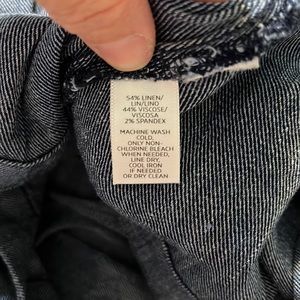 54% LINEN/
LIN/LINO
44% VISCOSE/
VISCOSA
2% SPANDEX
MACHINE WASH
COLD,
ONLY NON-
CHLORINE BLEACH
WHEN NEEDED,
LINE DRY,
COOL IRON
IF NEEDED
OR DRY CLEAN